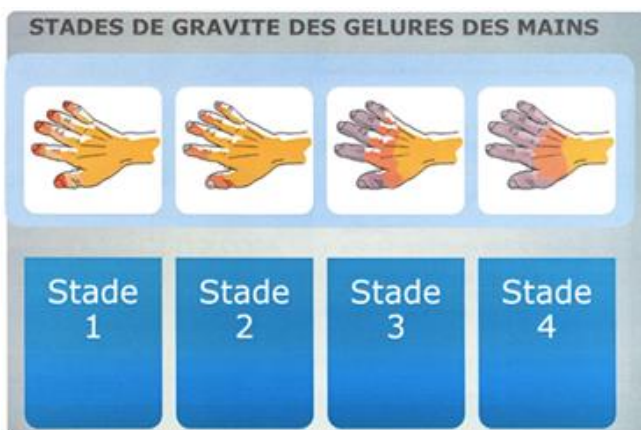 STADES DE GRAVITE DES GELURES DES MAINS
Stade
1
Stade
2
Stade
3
Stade
4